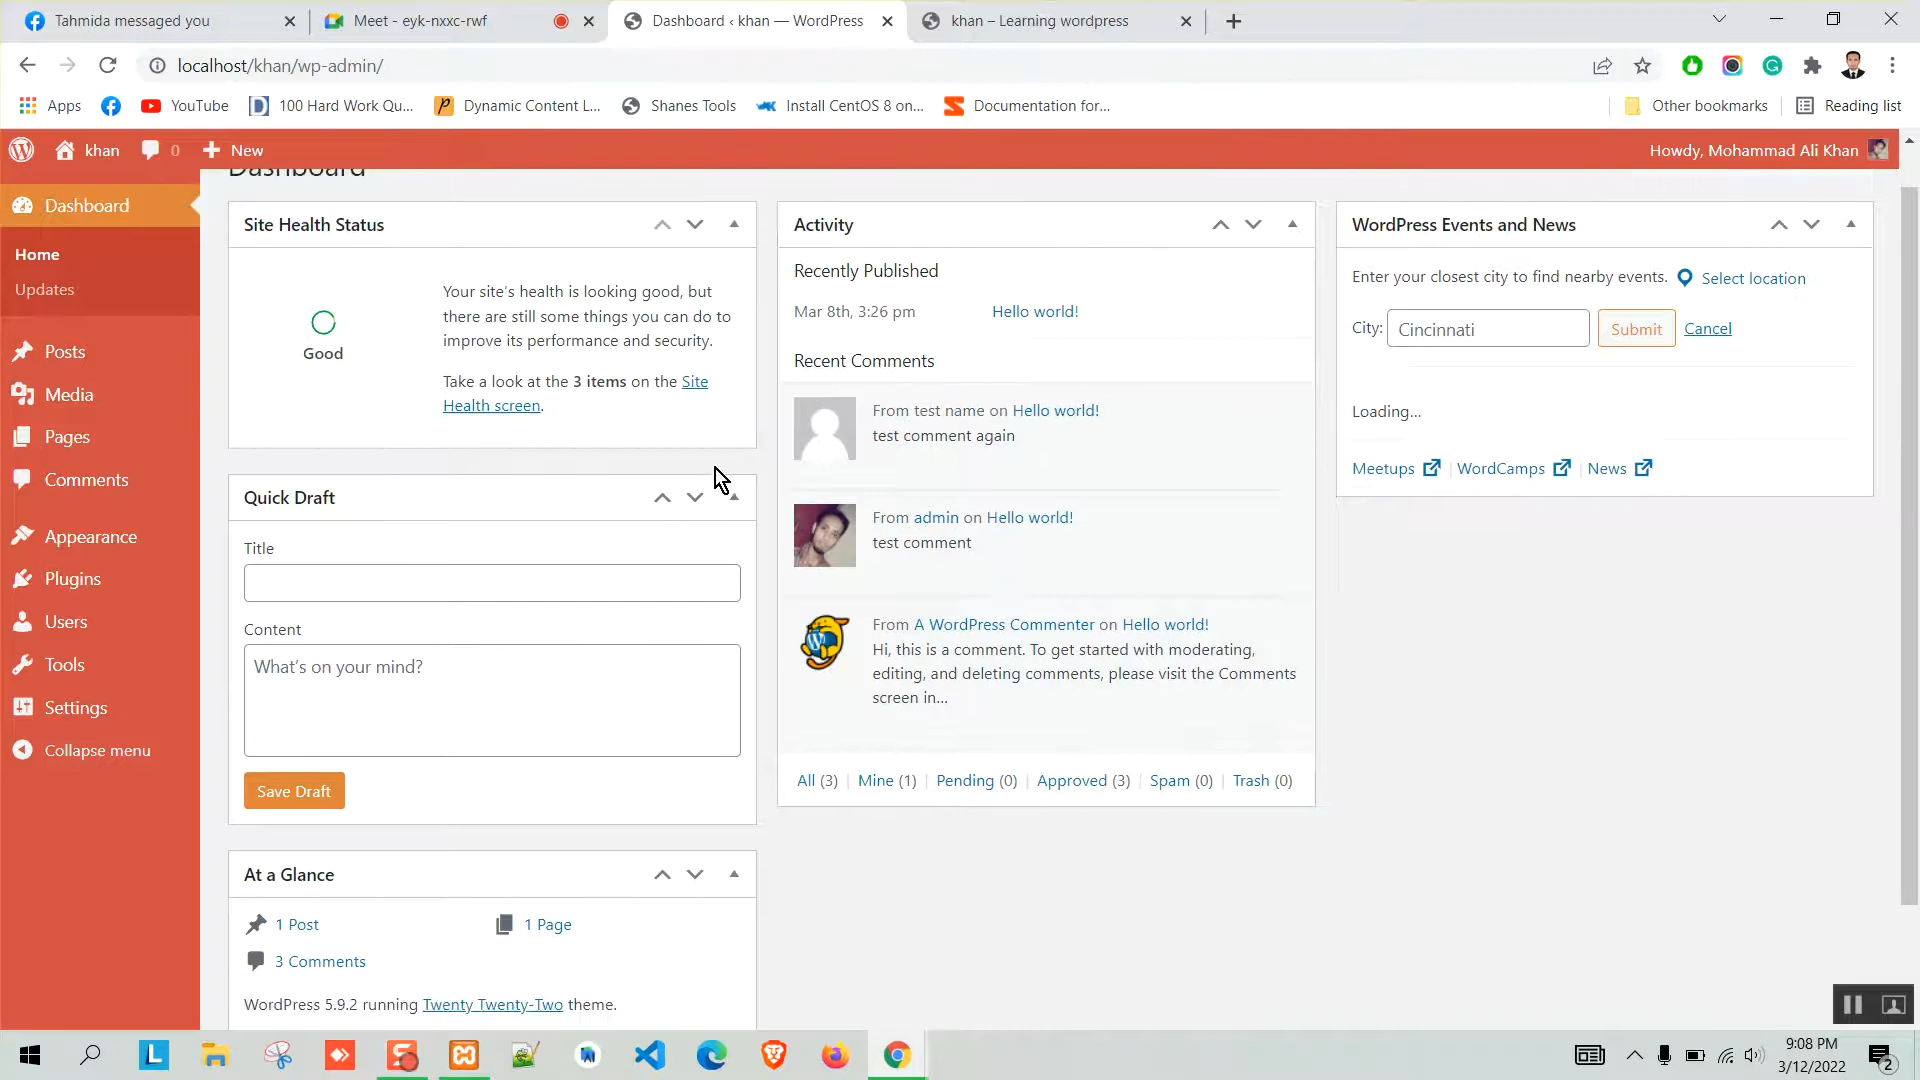 Tahmida messaged you
Meet - eyk-nxxc-rwf
Dashboard ‹ khan — WordPress
khan – Learning wordpress
localhost/khan/wp-admin/
Apps
YouTube
100 Hard Work Qu...
Dynamic Content L...
Shanes Tools
Install CentOS 8 on...
Documentation for...
Other bookmarks
Reading list
khan
0
New
Howdy, Mohammad Ali Khan
Dashboard
Home
Updates
Posts
Media
Pages
Comments
Appearance
Plugins
Users
Tools
Settings
Collapse menu
Dashboard
Site Health Status
Good
Your site’s health is looking good, but
there are still some things you can do to
improve its performance and security.
Take a look at the 3 items on the Site
Health screen.
Quick Draft
Title
Content
What’s on your mind?
Save Draft
At a Glance
1 Post
1 Page
3 Comments
WordPress 5.9.2 running Twenty Twenty-Two theme.
Activity
Recently Published
Mar 8th, 3:26 pm
Hello world!
Recent Comments
From test name on Hello world!
test comment again
From admin on Hello world!
test comment
From A WordPress Commenter on Hello world!
Hi, this is a comment. To get started with moderating,
editing, and deleting comments, please visit the Comments
screen in…
All (3) | Mine (1) | Pending (0) | Approved (3) | Spam (0) | Trash (0)
WordPress Events and News
Enter your closest city to find nearby events.
Select location
City:
Cincinnati
Submit
Cancel
Loading…
Meetups | WordCamps | News
9:08 PM
3/12/2022
2